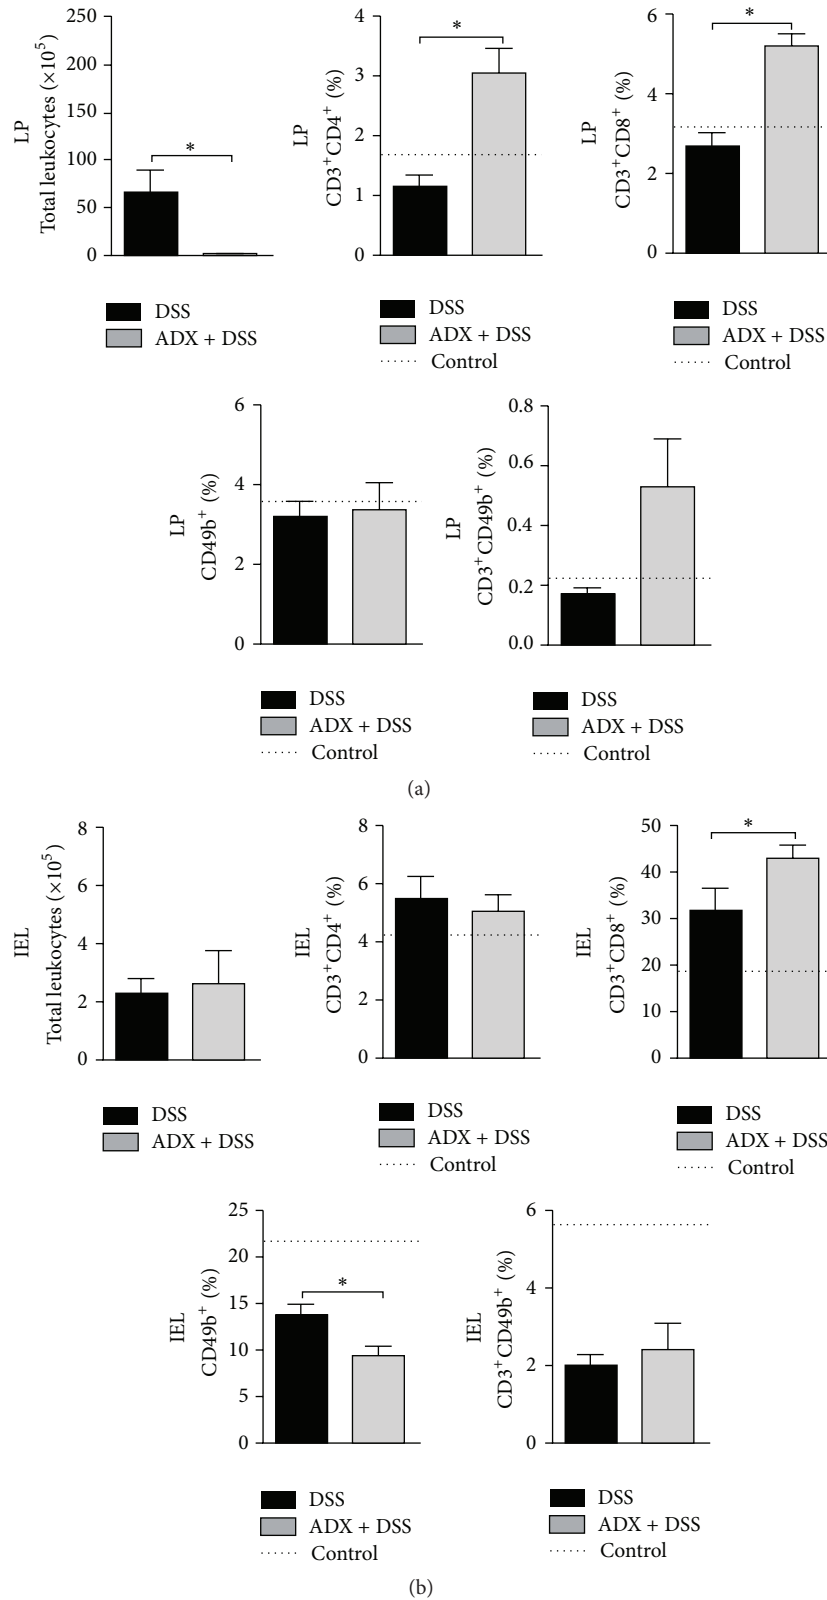 LP
Total leukocytes (×10⁵)
250
200
150
100
50
0
*
DSS
ADX + DSS
LP
CD3⁺CD4⁺ (%)
4
3
2
1
0
*
DSS
ADX + DSS
Control
LP
CD3⁺CD8⁺ (%)
6
4
2
0
*
DSS
ADX + DSS
Control
LP
CD49b⁺ (%)
6
4
2
0
DSS
ADX + DSS
Control
LP
CD3⁺CD49b⁺ (%)
0.8
0.6
0.4
0.2
0.0
DSS
ADX + DSS
Control
(a)
IEL
Total leukocytes (×10⁵)
8
6
4
2
0
DSS
ADX + DSS
IEL
CD3⁺CD4⁺ (%)
8
6
4
2
0
DSS
ADX + DSS
Control
IEL
CD3⁺CD8⁺ (%)
50
40
30
20
10
0
*
DSS
ADX + DSS
Control
IEL
CD49b⁺ (%)
25
20
15
10
5
0
*
DSS
ADX + DSS
Control
IEL
CD3⁺CD49b⁺ (%)
6
4
2
0
DSS
ADX + DSS
Control
(b)